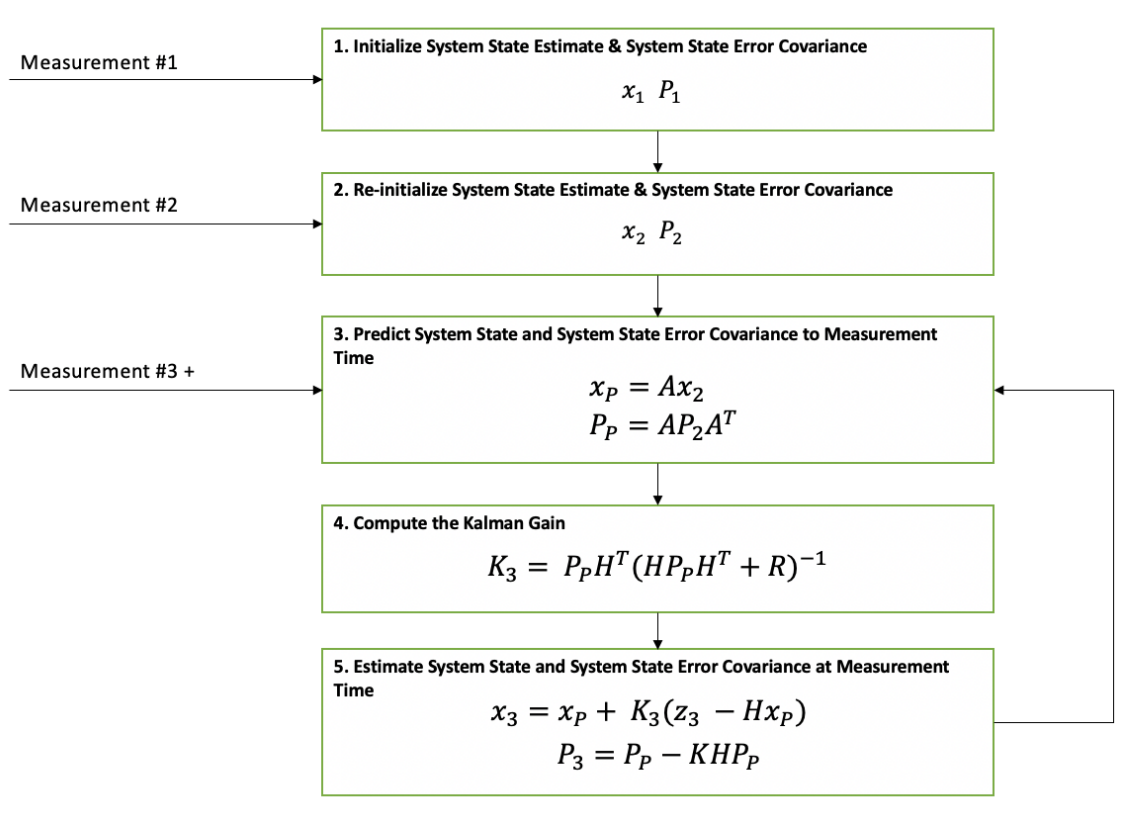 Measurement #1
1. Initialize System State Estimate & System State Error Covariance
x₁ P₁
Measurement #2
2. Re-initialize System State Estimate & System State Error Covariance
x₂ P₂
Measurement #3 +
3. Predict System State and System State Error Covariance to Measurement
Time
x_P = Ax₂
P_P = AP₂Aᵀ
4. Compute the Kalman Gain
K₃ = P_PHᵀ(HP_PHᵀ + R)⁻¹
5. Estimate System State and System State Error Covariance at Measurement
Time
x₃ = x_P + K₃(z₃ − Hx_P)
P₃ = P_P − KHP_P